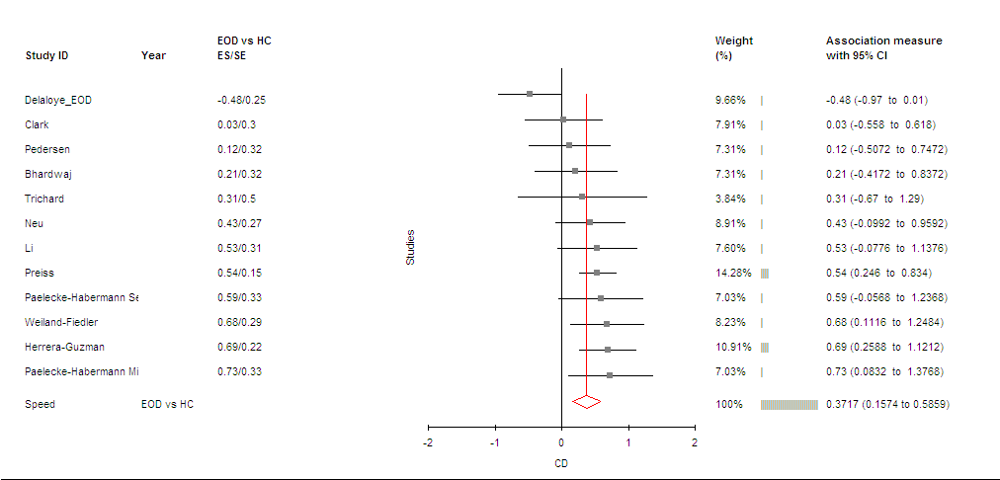 EOD vs HC Weight Association measure
Study ID Year ES/SE (%) with 95% CI
Delaloye_EOD -0.48/0.25 9.66% -0.48 (-0.97 to 0.01)
Clark 0.03/0.3 7.91% 0.03 (-0.558 to 0.618)
Pedersen 0.12/0.32 7.31% 0.12 (-0.5072 to 0.7472)
Bhardwaj 0.21/0.32 7.31% 0.21 (-0.4172 to 0.8372)
Trichard 0.31/0.5 3.84% 0.31 (-0.67 to 1.29)
Neu 0.43/0.27 8.91% 0.43 (-0.0992 to 0.9592)
Li 0.53/0.31 7.60% 0.53 (-0.0776 to 1.1376)
Studies
Preiss 0.54/0.15 14.28% 0.54 (0.246 to 0.834)
Paelecke-Habermann Se 0.59/0.33 7.03% 0.59 (-0.0568 to 1.2368)
Weiland-Fiedler 0.68/0.29 8.23% 0.68 (0.1116 to 1.2484)
Herrera-Guzman 0.69/0.22 10.91% 0.69 (0.2588 to 1.1212)
Paelecke-Habermann Mi 0.73/0.33 7.03% 0.73 (0.0832 to 1.3768)
Speed EOD vs HC 100% 0.3717 (0.1574 to 0.5859)
-2 -1 0 1 2
CD